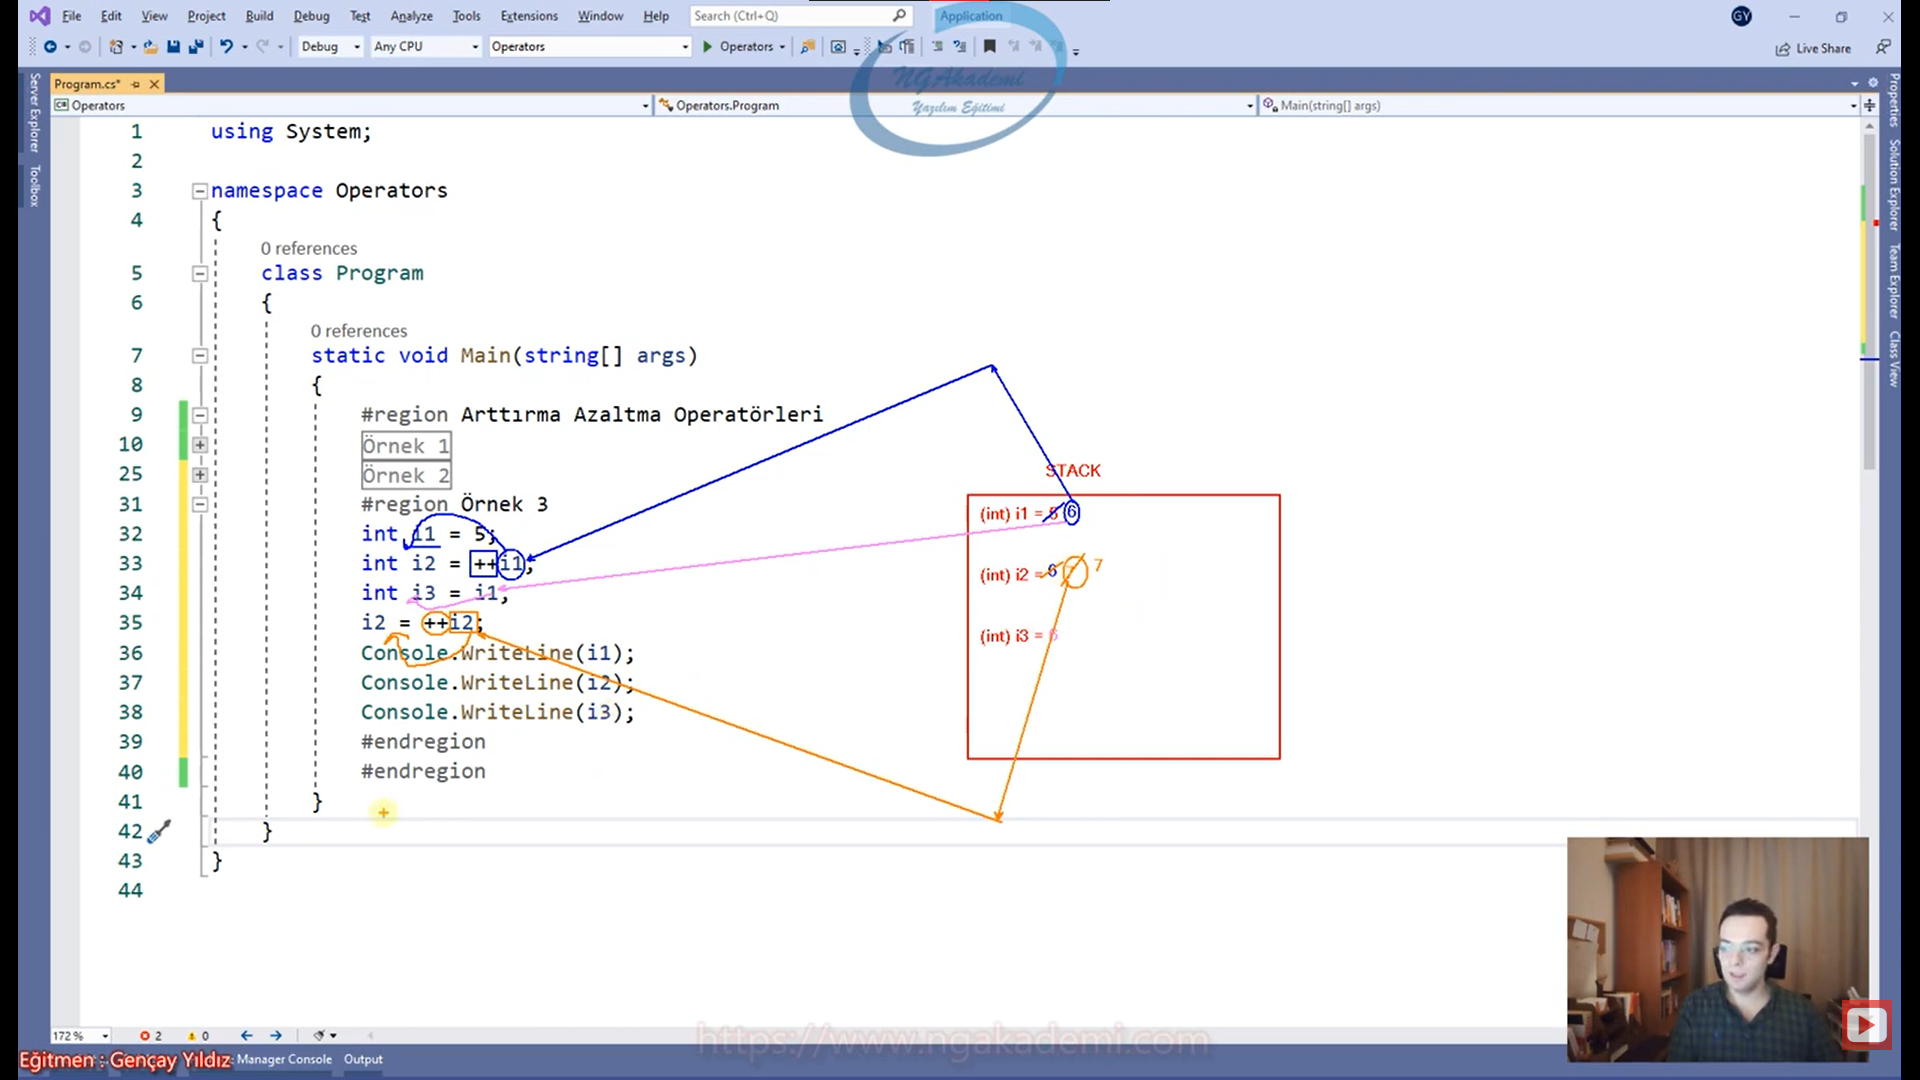 File Edit View Project Build Debug Test Analyze Tools Extensions Window Help Search (Ctrl+Q) Application GY
Debug Any CPU Operators Operators Live Share
NGAkademi
Yazılım Eğitimi
Program.cs*
Operators Operators.Program Main(string[] args)
Server Explorer
Toolbox
Properties
Solution Explorer
Team Explorer
Class View
1 using System;
2
3 namespace Operators
4 {
0 references
5 class Program
6 {
0 references
7 static void Main(string[] args)
8 {
9 #region Arttırma Azaltma Operatörleri
10 Örnek 1
25 Örnek 2
31 #region Örnek 3
32 int i1 = 5;
33 int i2 = ++i1;
34 int i3 = i1;
35 i2 = ++i2;
36 Console.WriteLine(i1);
37 Console.WriteLine(i2);
38 Console.WriteLine(i3);
39 #endregion
40 #endregion
41 }
42 }
43 }
44
STACK
(int) i1 = 5 6
(int) i2 = 6 7
(int) i3 = 6
172 % 2 0
https://www.ngakademi.com
Eğitmen : Gençay Yıldız Manager Console Output